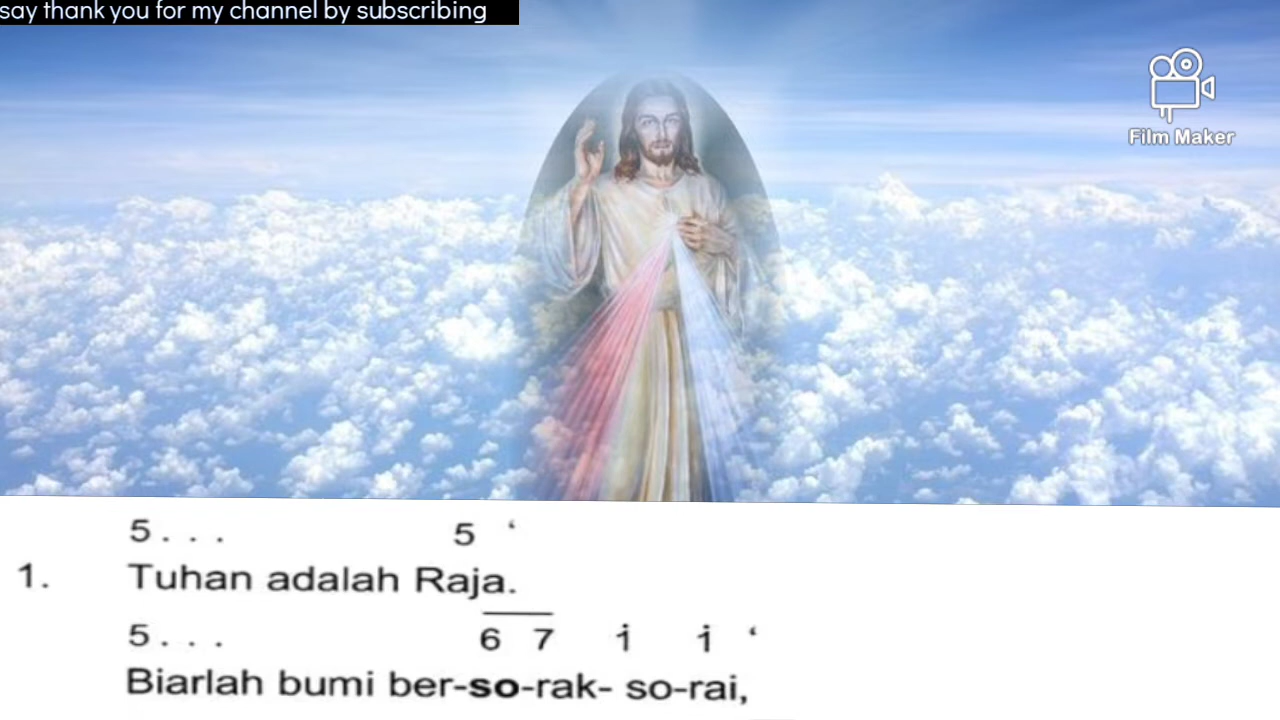 say thank you for my channel by subscribing
Film Maker
5 . . . 5 ‘
1. Tuhan adalah Raja.
5 . . . 6 7 i i ‘
Biarlah bumi ber-so-rak- so-rai,